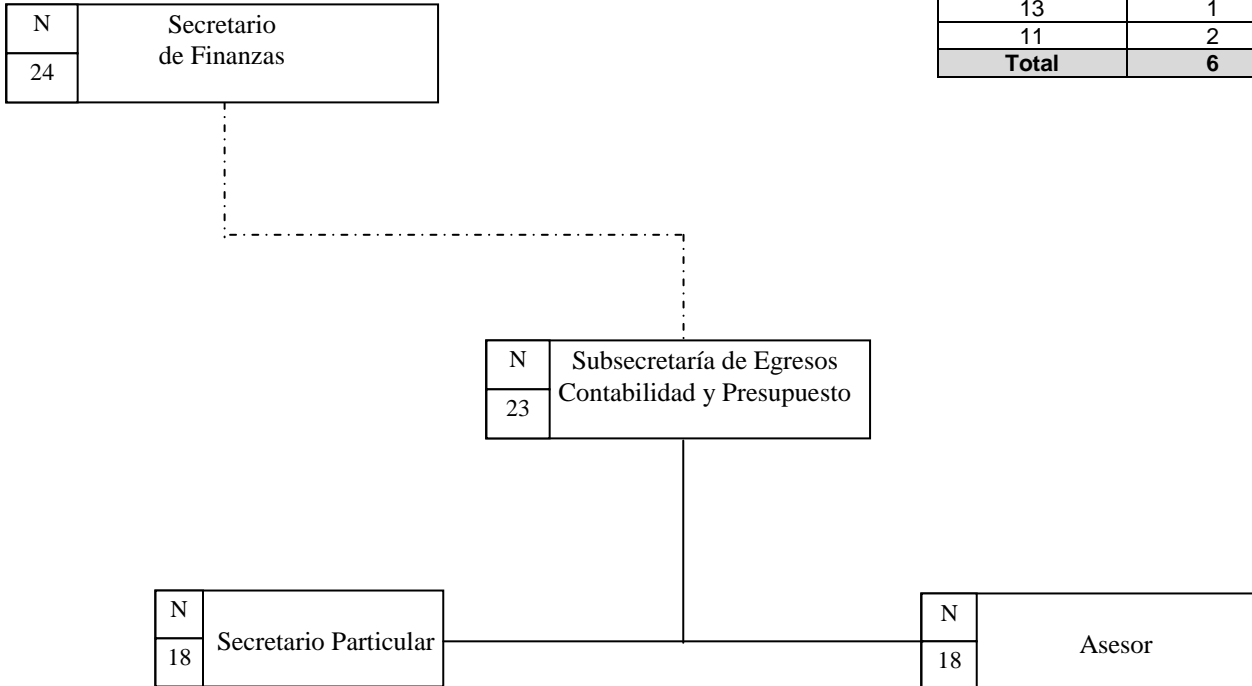 13 1
11 2
Total 6
N
24
Secretario
de Finanzas
N
23
Subsecretaría de Egresos
Contabilidad y Presupuesto
N
18
Secretario Particular
N
18
Asesor